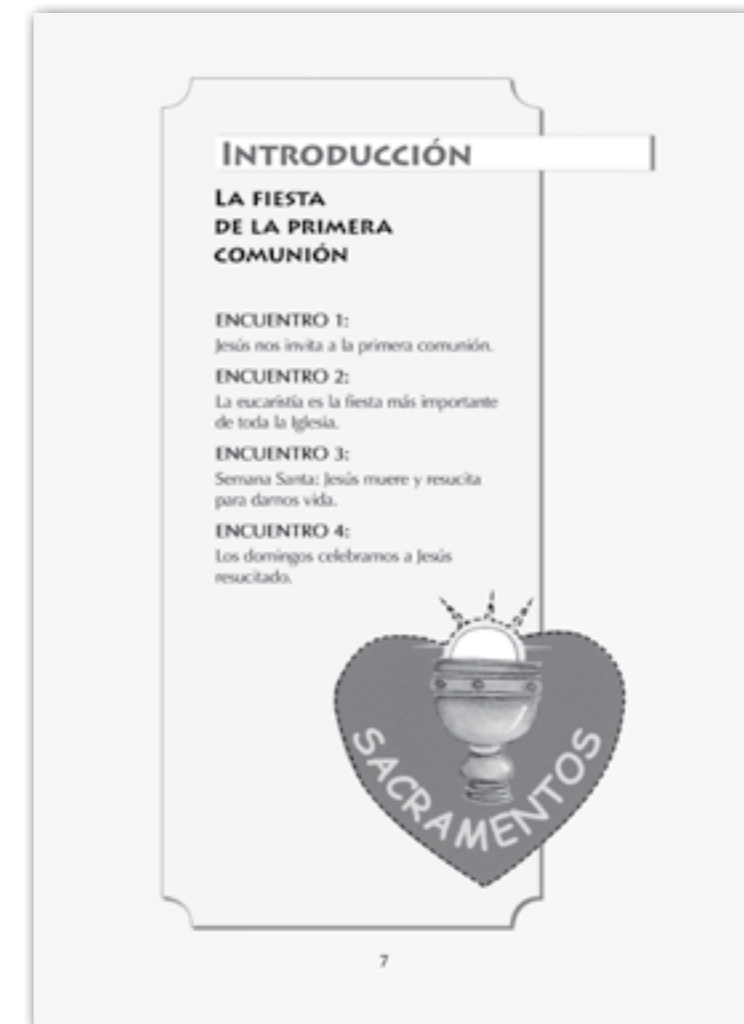 INTRODUCCIÓN
LA FIESTA
DE LA PRIMERA
COMUNIÓN
ENCUENTRO 1:
Jesús nos invita a la primera comunión.
ENCUENTRO 2:
La eucaristía es la fiesta más importante
de toda la Iglesia.
ENCUENTRO 3:
Semana Santa: Jesús muere y resucita
para darnos vida.
ENCUENTRO 4:
Los domingos celebramos a Jesús
resucitado.
SACRAMENTOS
7